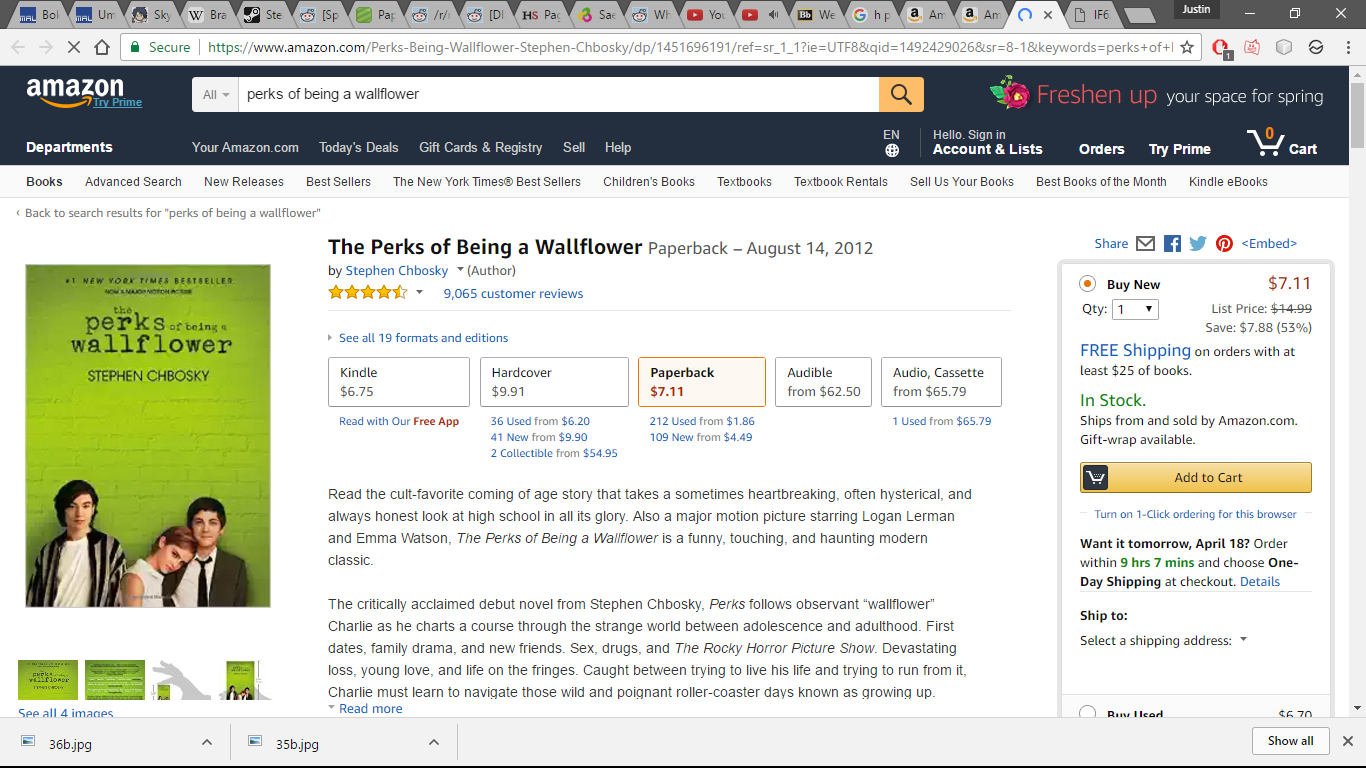 Bol
Um
Sky
Bra
Ste
[Sp
Pap
/r/
[DI
Pag
Sae
Wh
You
We
h p
Am
Am
IF6
Justin
Secure https://www.amazon.com/Perks-Being-Wallflower-Stephen-Chbosky/dp/1451696191/ref=sr_1_1?ie=UTF8&qid=1492429026&sr=8-1&keywords=perks+of+
1
amazon
Try Prime
All perks of being a wallflower
Freshen up your space for spring
Departments
Your Amazon.com Today's Deals Gift Cards & Registry Sell Help
EN
Hello. Sign in
Account & Lists
Orders
Try Prime
0
Cart
Books Advanced Search New Releases Best Sellers The New York Times® Best Sellers Children's Books Textbooks Textbook Rentals Sell Us Your Books Best Books of the Month Kindle eBooks
‹ Back to search results for "perks of being a wallflower"
#1 NEW YORK TIMES BESTSELLER
NOW A MAJOR MOTION PICTURE
the
perks of being a
wallflower
STEPHEN CHBOSKY
See all 4 images
The Perks of Being a Wallflower Paperback – August 14, 2012
by Stephen Chbosky (Author)
9,065 customer reviews
See all 19 formats and editions
Kindle
$6.75
Read with Our Free App
Hardcover
$9.91
36 Used from $6.20
41 New from $9.90
2 Collectible from $54.95
Paperback
$7.11
212 Used from $1.86
109 New from $4.49
Audible
from $62.50
Audio, Cassette
from $65.79
1 Used from $65.79
Read the cult-favorite coming of age story that takes a sometimes heartbreaking, often hysterical, and
always honest look at high school in all its glory. Also a major motion picture starring Logan Lerman
and Emma Watson, The Perks of Being a Wallflower is a funny, touching, and haunting modern
classic.
The critically acclaimed debut novel from Stephen Chbosky, Perks follows observant “wallflower”
Charlie as he charts a course through the strange world between adolescence and adulthood. First
dates, family drama, and new friends. Sex, drugs, and The Rocky Horror Picture Show. Devastating
loss, young love, and life on the fringes. Caught between trying to live his life and trying to run from it,
Charlie must learn to navigate those wild and poignant roller-coaster days known as growing up.
Read more
Share <Embed>
Buy New $7.11
Qty: 1 List Price: $14.99
Save: $7.88 (53%)
FREE Shipping on orders with at
least $25 of books.
In Stock.
Ships from and sold by Amazon.com.
Gift-wrap available.
Add to Cart
Turn on 1-Click ordering for this browser
Want it tomorrow, April 18? Order
within 9 hrs 7 mins and choose One-
Day Shipping at checkout. Details
Ship to:
Select a shipping address:
Buy Used $6.70
36b.jpg
35b.jpg
Show all